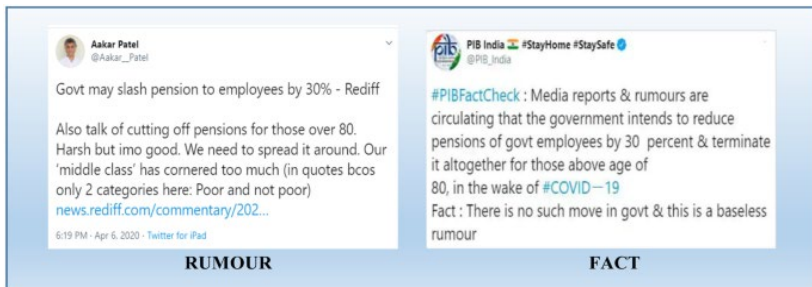 Aakar Patel
@Aakar__Patel
Govt may slash pension to employees by 30% - Rediff
Also talk of cutting off pensions for those over 80.
Harsh but imo good. We need to spread it around. Our
'middle class' has cornered too much (in quotes bcos
only 2 categories here: Poor and not poor)
news.rediff.com/commentary/202...
6:19 PM · Apr 6, 2020 · Twitter for iPad
RUMOUR
PIB India #StayHome #StaySafe
@PIB_India
#PIBFactCheck : Media reports & rumours are
circulating that the government intends to reduce
pensions of govt employees by 30 percent & terminate
it altogether for those above age of
80, in the wake of #COVID—19
Fact : There is no such move in govt & this is a baseless
rumour
FACT